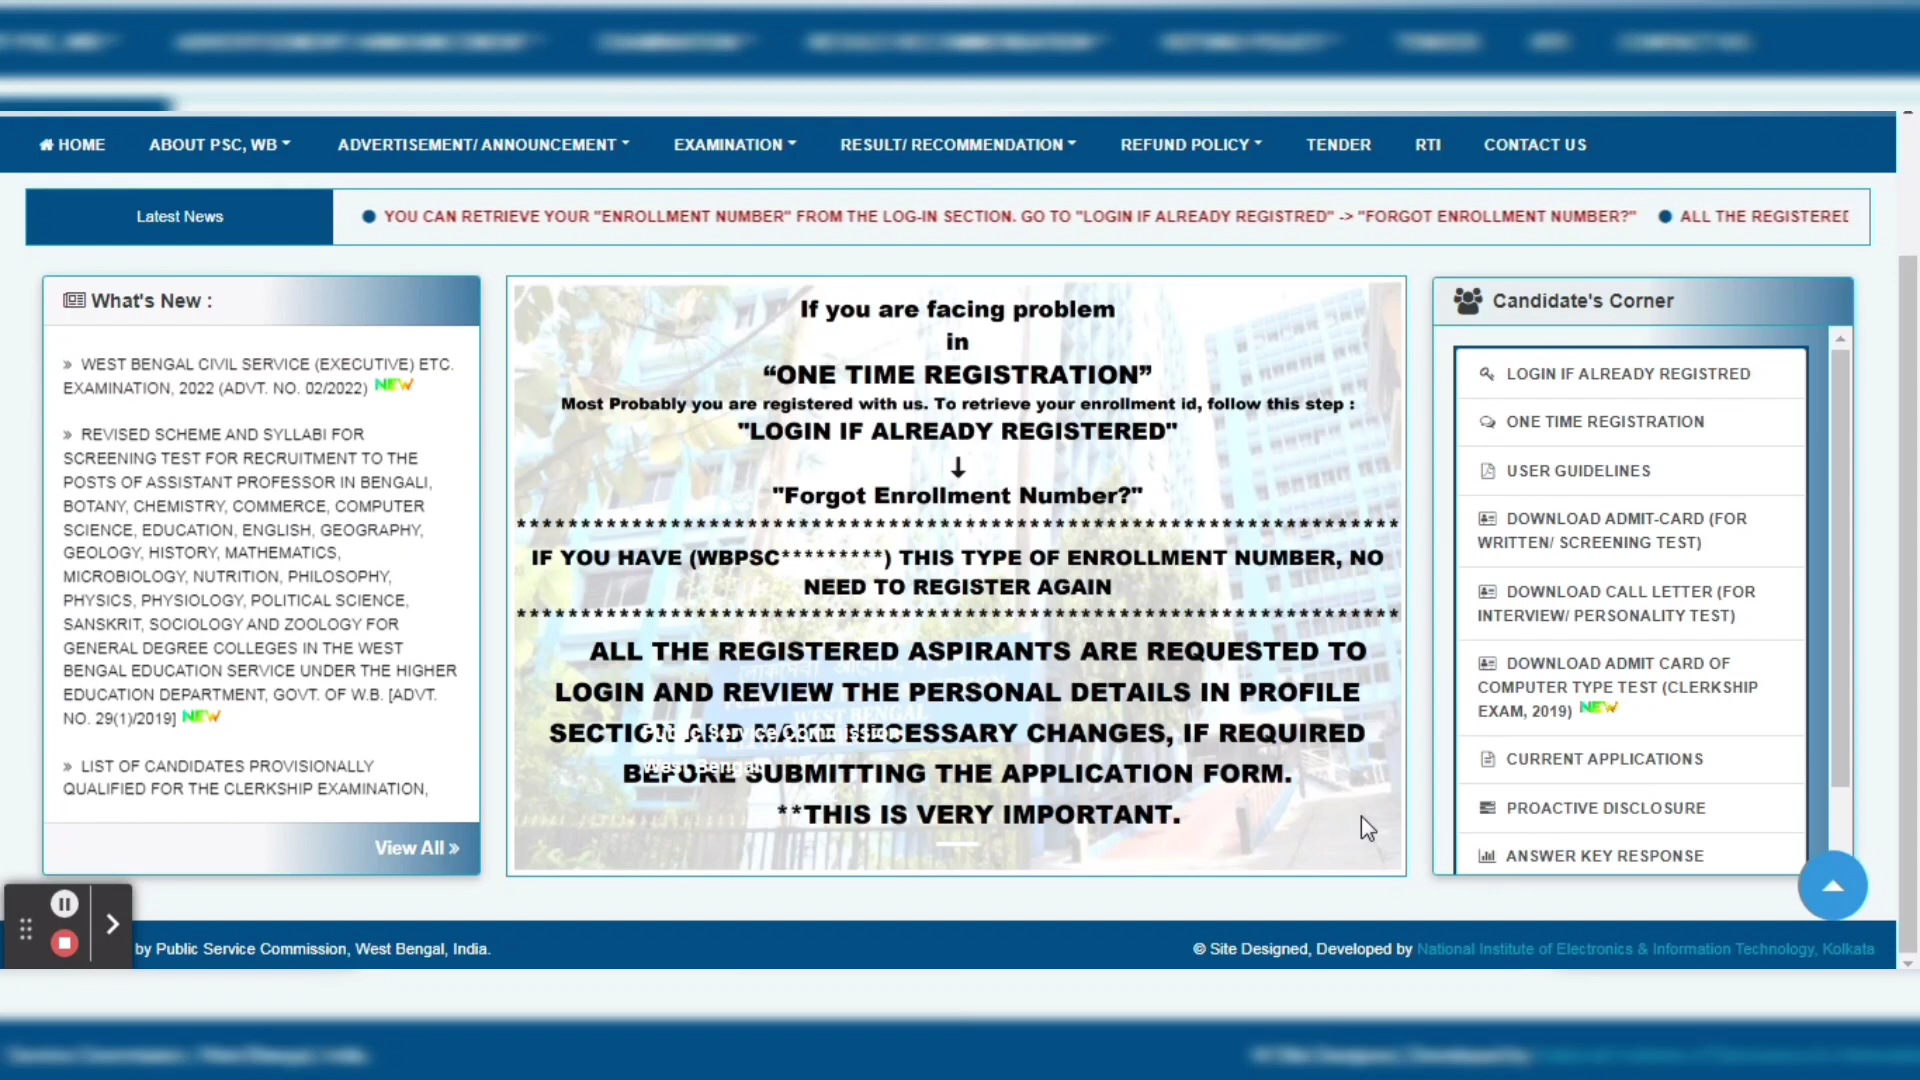 HOME ABOUT PSC, WB ADVERTISEMENT/ ANNOUNCEMENT EXAMINATION RESULT/ RECOMMENDATION REFUND POLICY TENDER RTI CONTACT US
Latest News
YOU CAN RETRIEVE YOUR "ENROLLMENT NUMBER" FROM THE LOG-IN SECTION. GO TO "LOGIN IF ALREADY REGISTRED" -> "FORGOT ENROLLMENT NUMBER?" ALL THE REGISTERED
What's New :
» WEST BENGAL CIVIL SERVICE (EXECUTIVE) ETC.
EXAMINATION, 2022 (ADVT. NO. 02/2022) NEW
» REVISED SCHEME AND SYLLABI FOR
SCREENING TEST FOR RECRUITMENT TO THE
POSTS OF ASSISTANT PROFESSOR IN BENGALI,
BOTANY, CHEMISTRY, COMMERCE, COMPUTER
SCIENCE, EDUCATION, ENGLISH, GEOGRAPHY,
GEOLOGY, HISTORY, MATHEMATICS,
MICROBIOLOGY, NUTRITION, PHILOSOPHY,
PHYSICS, PHYSIOLOGY, POLITICAL SCIENCE,
SANSKRIT, SOCIOLOGY AND ZOOLOGY FOR
GENERAL DEGREE COLLEGES IN THE WEST
BENGAL EDUCATION SERVICE UNDER THE HIGHER
EDUCATION DEPARTMENT, GOVT. OF W.B. [ADVT.
NO. 29(1)/2019] NEW
» LIST OF CANDIDATES PROVISIONALLY
QUALIFIED FOR THE CLERKSHIP EXAMINATION,
View All »
If you are facing problem
in
“ONE TIME REGISTRATION”
Most Probably you are registered with us. To retrieve your enrollment id, follow this step :
"LOGIN IF ALREADY REGISTERED"
↓
"Forgot Enrollment Number?"
IF YOU HAVE (WBPSC*********) THIS TYPE OF ENROLLMENT NUMBER, NO
NEED TO REGISTER AGAIN
ALL THE REGISTERED ASPIRANTS ARE REQUESTED TO
LOGIN AND REVIEW THE PERSONAL DETAILS IN PROFILE
SECTION AND MAKE NECESSARY CHANGES, IF REQUIRED
BEFORE SUBMITTING THE APPLICATION FORM.
**THIS IS VERY IMPORTANT.
Public Service Commission
West Bengal
Candidate's Corner
LOGIN IF ALREADY REGISTRED
ONE TIME REGISTRATION
USER GUIDELINES
DOWNLOAD ADMIT-CARD (FOR
WRITTEN/ SCREENING TEST)
DOWNLOAD CALL LETTER (FOR
INTERVIEW/ PERSONALITY TEST)
DOWNLOAD ADMIT CARD OF
COMPUTER TYPE TEST (CLERKSHIP
EXAM, 2019) NEW
CURRENT APPLICATIONS
PROACTIVE DISCLOSURE
ANSWER KEY RESPONSE
by Public Service Commission, West Bengal, India.
© Site Designed, Developed by National Institute of Electronics & Information Technology, Kolkata